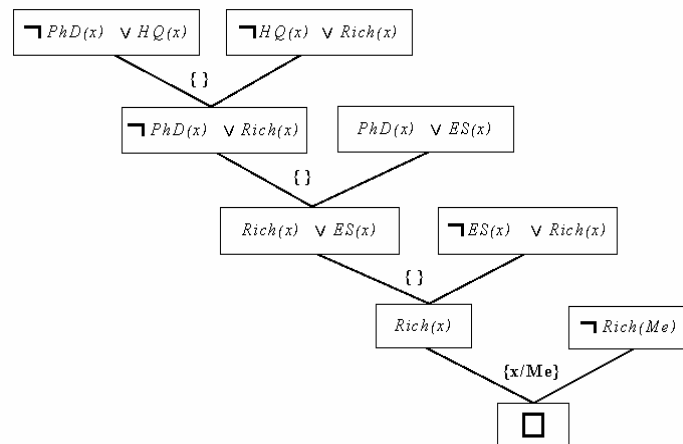 ¬ PhD(x) ∨ HQ(x) ¬HQ(x) ∨ Rich(x)
{ }
¬ PhD(x) ∨ Rich(x) PhD(x) ∨ ES(x)
{ }
Rich(x) ∨ ES(x) ¬ES(x) ∨ Rich(x)
{ }
Rich(x) ¬ Rich(Me)
{x/Me}
□